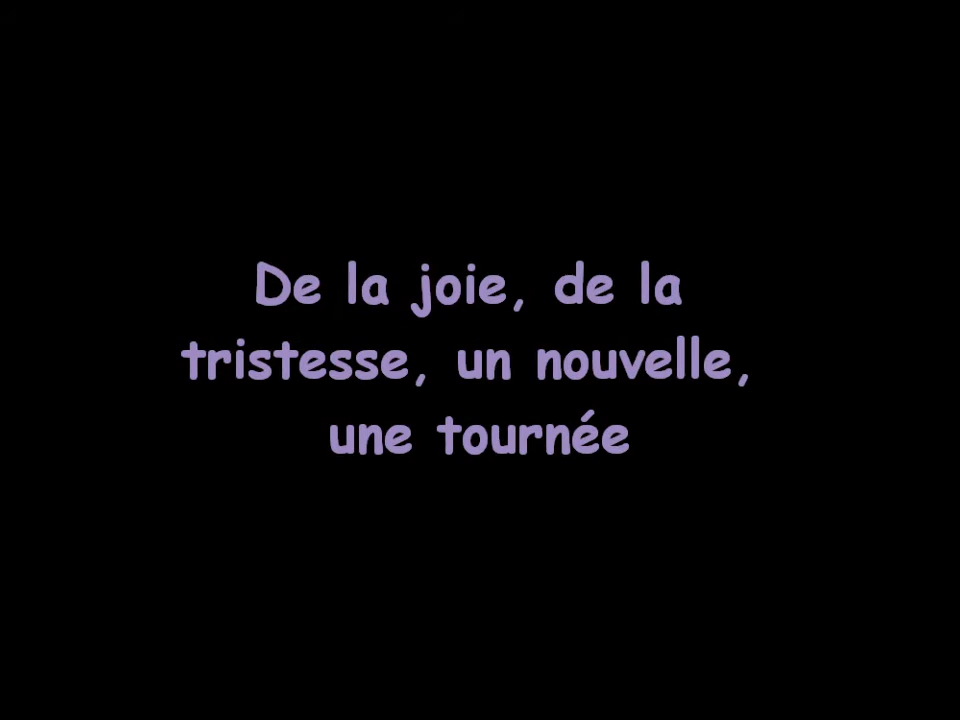 De la joie, de la
tristesse, un nouvelle,
une tournée